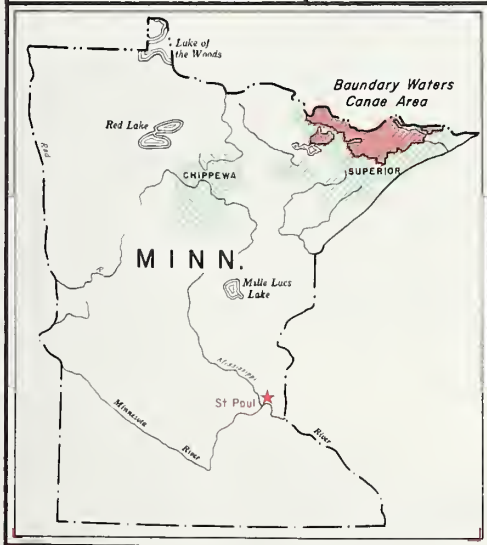 Lake of
the Woods
Boundary Waters
Canoe Area
Red Lake
Red
R
CHIPPEWA
SUPERIOR
MINN.
Mille Lacs
Lake
Mississippi
St Paul
Minnesota
River
River